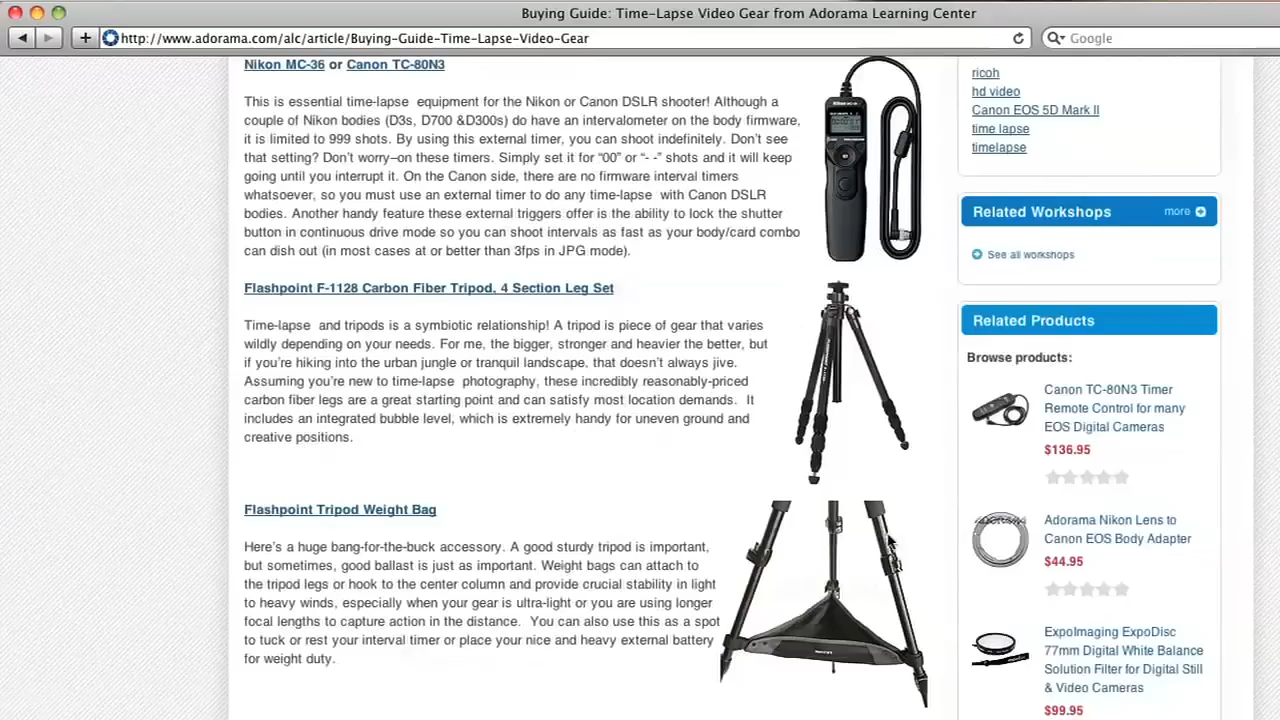 Buying Guide: Time-Lapse Video Gear from Adorama Learning Center
http://www.adorama.com/alc/article/Buying-Guide-Time-Lapse-Video-Gear
Google
Nikon MC-36 or Canon TC-80N3
This is essential time-lapse equipment for the Nikon or Canon DSLR shooter! Although a
couple of Nikon bodies (D3s, D700 &D300s) do have an intervalometer on the body firmware,
it is limited to 999 shots. By using this external timer, you can shoot indefinitely. Don't see
that setting? Don't worry–on these timers. Simply set it for “00” or “- -” shots and it will keep
going until you interrupt it. On the Canon side, there are no firmware interval timers
whatsoever, so you must use an external timer to do any time-lapse with Canon DSLR
bodies. Another handy feature these external triggers offer is the ability to lock the shutter
button in continuous drive mode so you can shoot intervals as fast as your body/card combo
can dish out (in most cases at or better than 3fps in JPG mode).
Flashpoint F-1128 Carbon Fiber Tripod, 4 Section Leg Set
Time-lapse and tripods is a symbiotic relationship! A tripod is piece of gear that varies
wildly depending on your needs. For me, the bigger, stronger and heavier the better, but
if you're hiking into the urban jungle or tranquil landscape, that doesn't always jive.
Assuming you're new to time-lapse photography, these incredibly reasonably-priced
carbon fiber legs are a great starting point and can satisfy most location demands. It
includes an integrated bubble level, which is extremely handy for uneven ground and
creative positions.
Flashpoint Tripod Weight Bag
Here's a huge bang-for-the-buck accessory. A good sturdy tripod is important,
but sometimes, good ballast is just as important. Weight bags can attach to
the tripod legs or hook to the center column and provide crucial stability in light
to heavy winds, especially when your gear is ultra-light or you are using longer
focal lengths to capture action in the distance. You can also use this as a spot
to tuck or rest your interval timer or place your nice and heavy external battery
for weight duty.
ricoh
hd video
Canon EOS 5D Mark II
time lapse
timelapse
Related Workshops more
See all workshops
Related Products
Browse products:
Canon TC-80N3 Timer
Remote Control for many
EOS Digital Cameras
$136.95
ADORAMA
Adorama Nikon Lens to
Canon EOS Body Adapter
$44.95
ExpoImaging ExpoDisc
77mm Digital White Balance
Solution Filter for Digital Still
& Video Cameras
$99.95